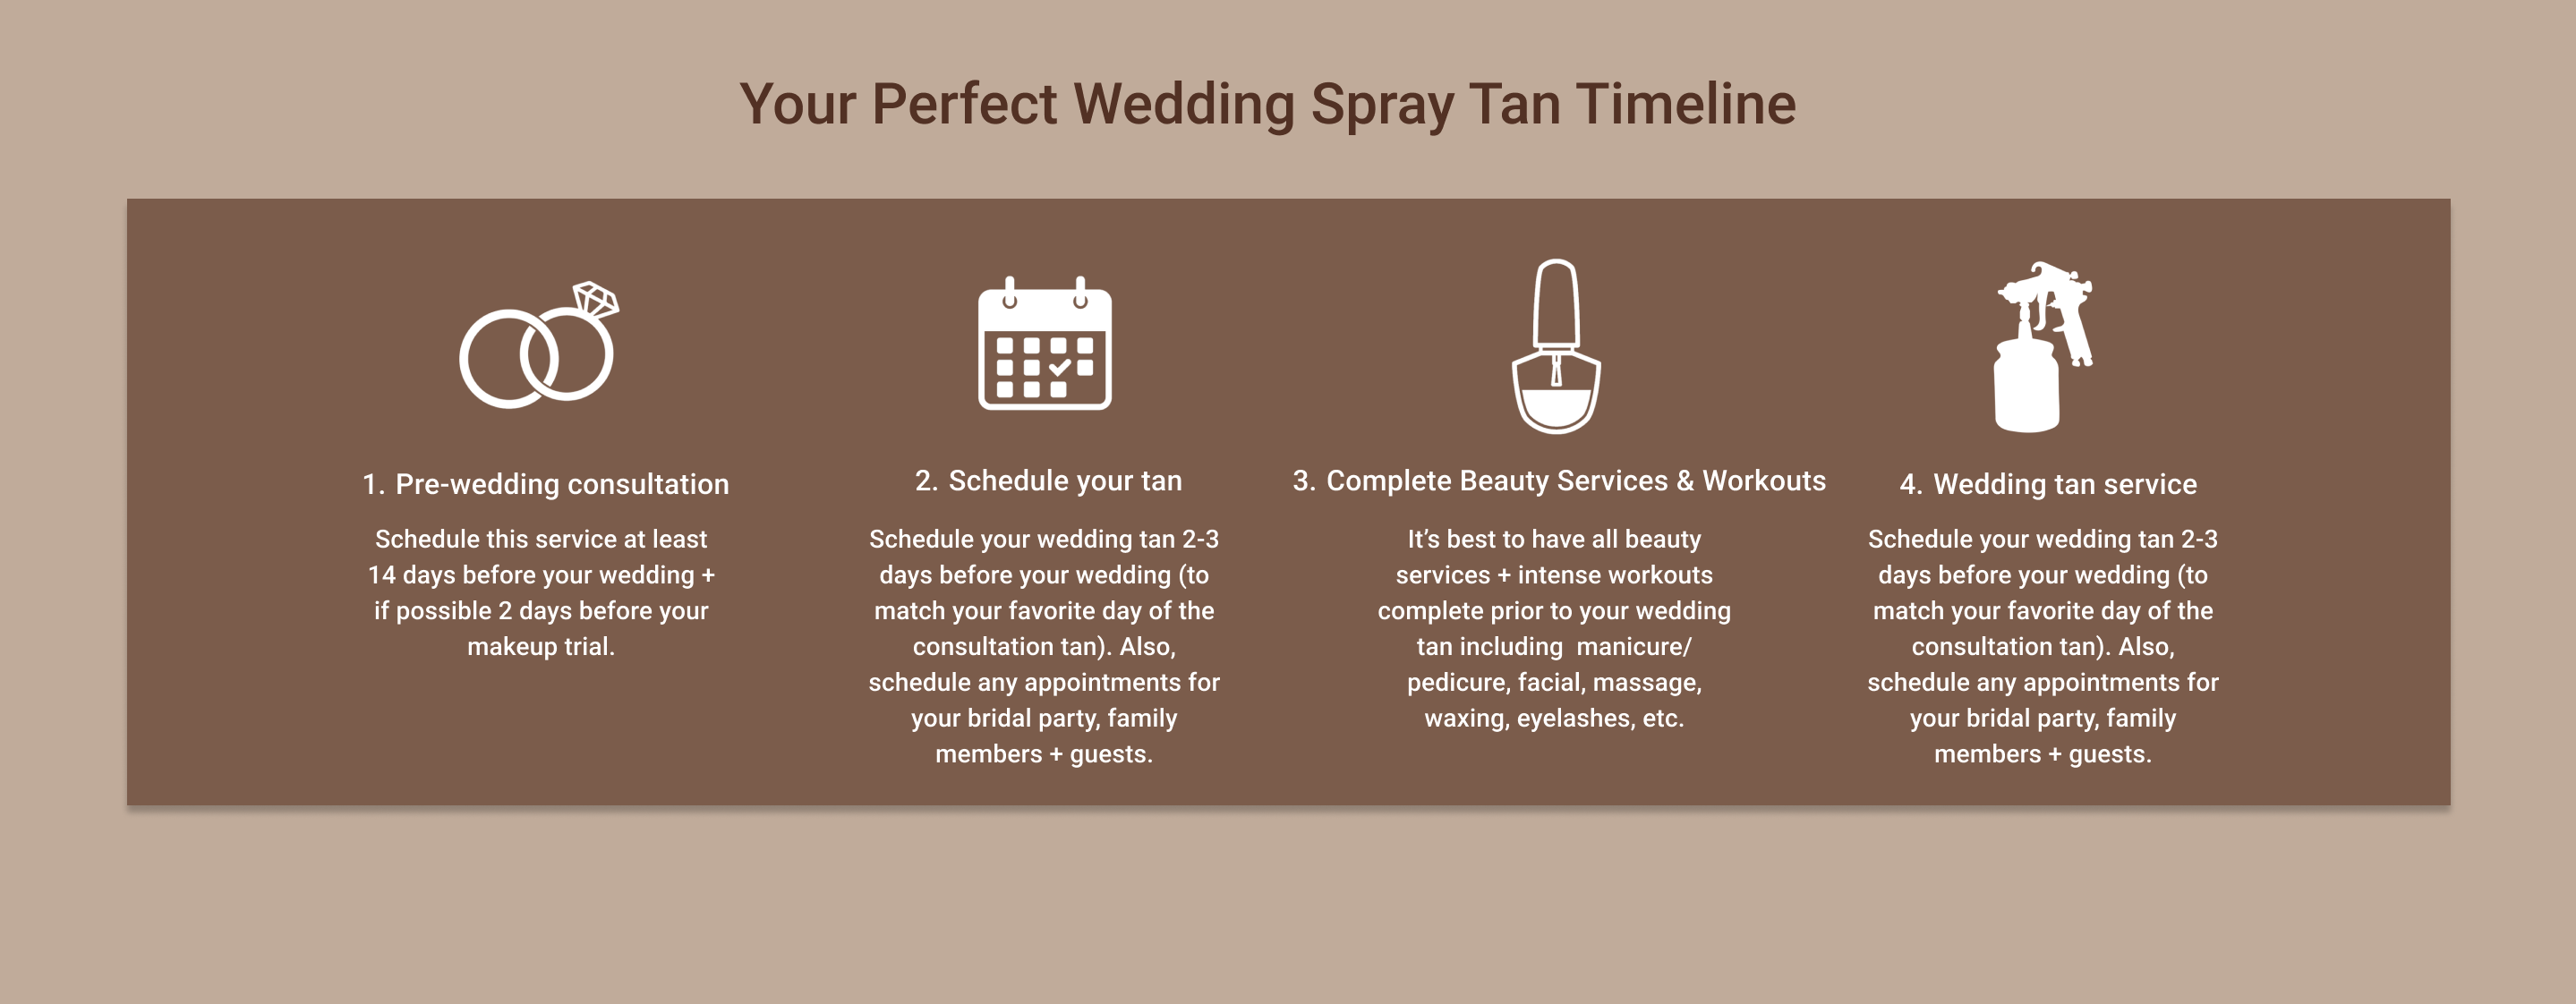 Your Perfect Wedding Spray Tan Timeline
1. Pre-wedding consultation
Schedule this service at least
14 days before your wedding +
if possible 2 days before your
makeup trial.
2. Schedule your tan
Schedule your wedding tan 2-3
days before your wedding (to
match your favorite day of the
consultation tan). Also,
schedule any appointments for
your bridal party, family
members + guests.
3. Complete Beauty Services & Workouts
It’s best to have all beauty
services + intense workouts
complete prior to your wedding
tan including  manicure/
pedicure, facial, massage,
waxing, eyelashes, etc.
4. Wedding tan service
Schedule your wedding tan 2-3
days before your wedding (to
match your favorite day of the
consultation tan). Also,
schedule any appointments for
your bridal party, family
members + guests.